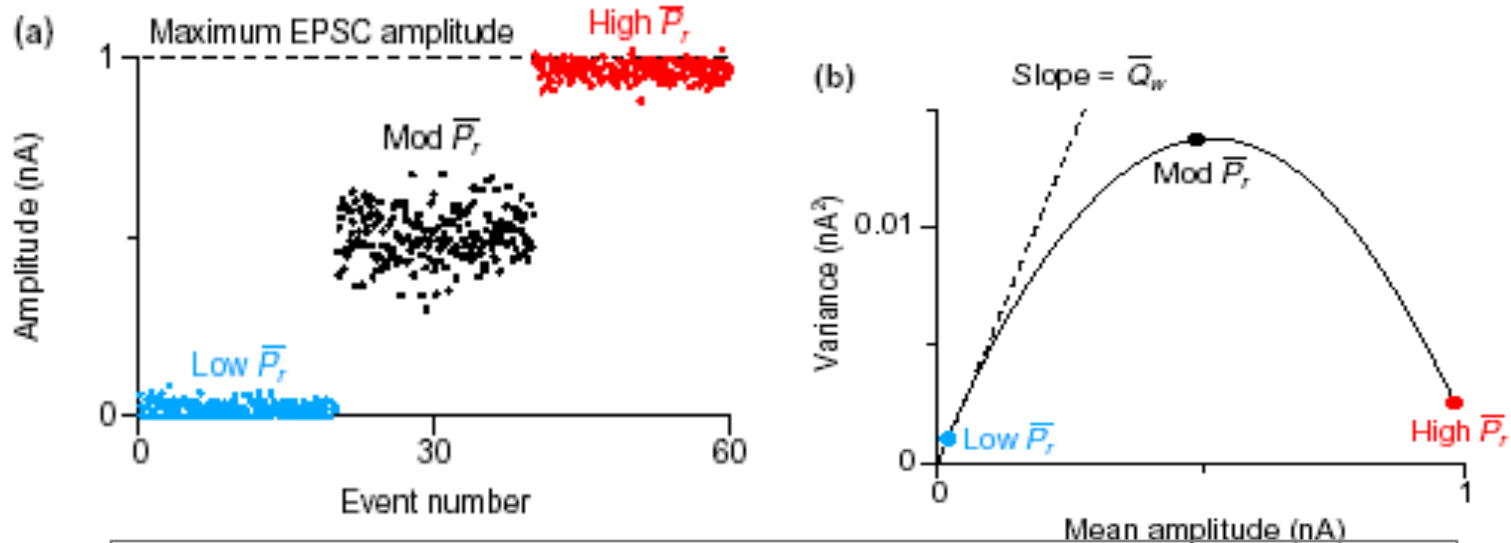 (a)
Maximum EPSC amplitude
High P̅r
1
Mod P̅r
Amplitude (nA)
Low P̅r
0
0
30
60
Event number
(b)
Slope = Q̅w
Mod P̅r
Variance (nA²)
0.01
Low P̅r
High P̅r
0
0
1
Mean amplitude (nA)